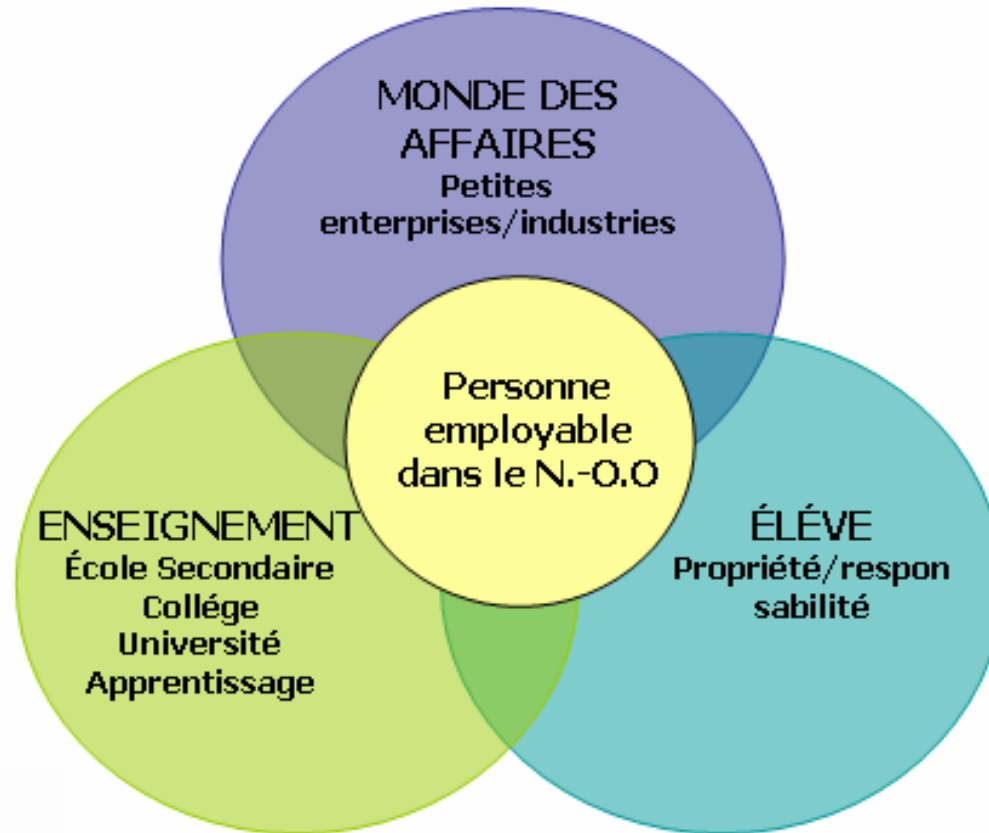 MONDE DES
AFFAIRES
Petites
enterprises/industries
Personne
employable
dans le N.-O.O
ENSEIGNEMENT
École Secondaire
Collége
Université
Apprentissage
ÉLÉVE
Propriété/respon
sabilité